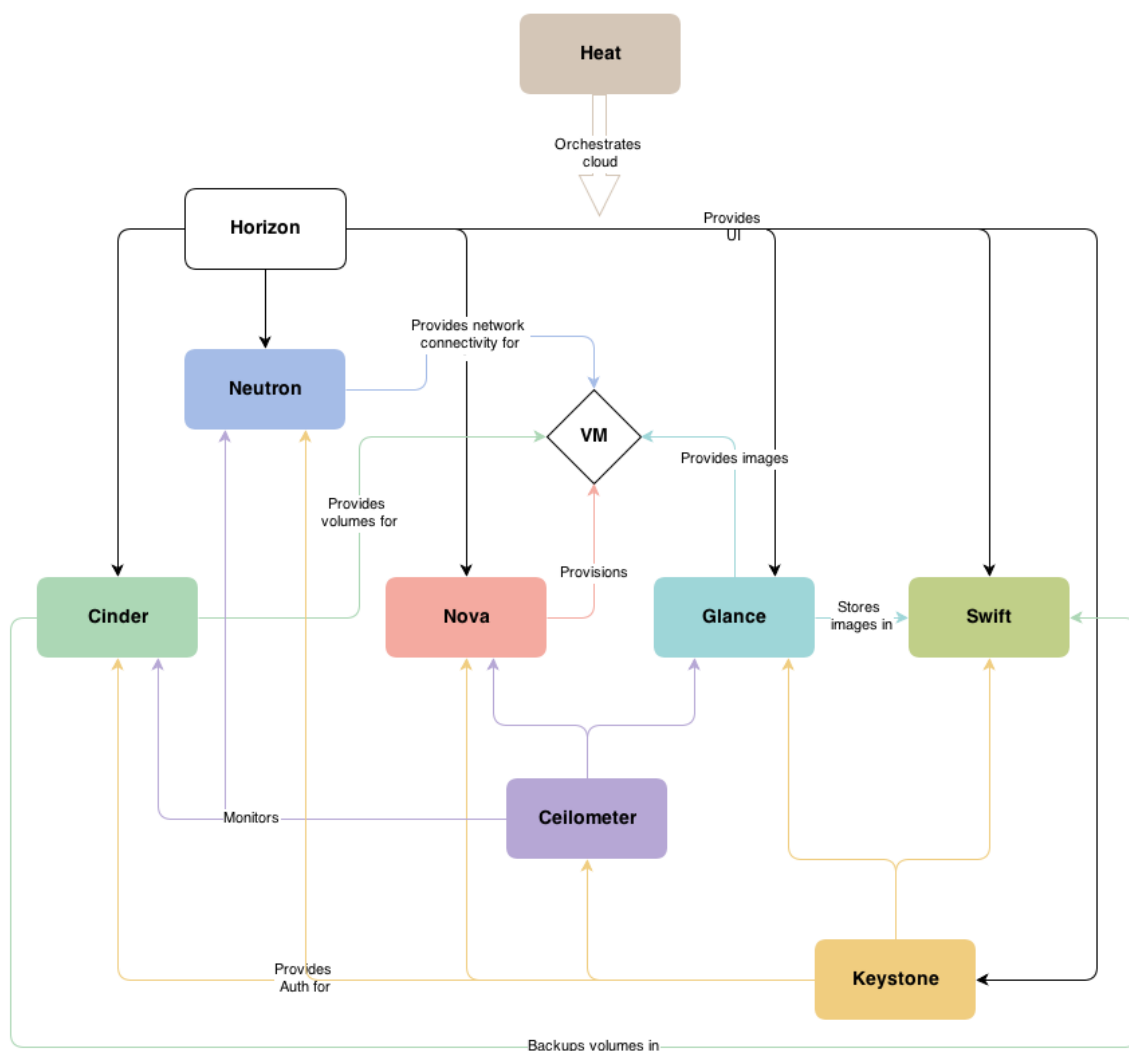 Heat
Orchestrates
cloud
Horizon
Provides
UI
Provides network
connectivity for
Neutron
VM
Provides images
Provides
volumes for
Provisions
Cinder
Nova
Glance
Stores
images in
Swift
Monitors
Ceilometer
Provides
Auth for
Keystone
Backups volumes in